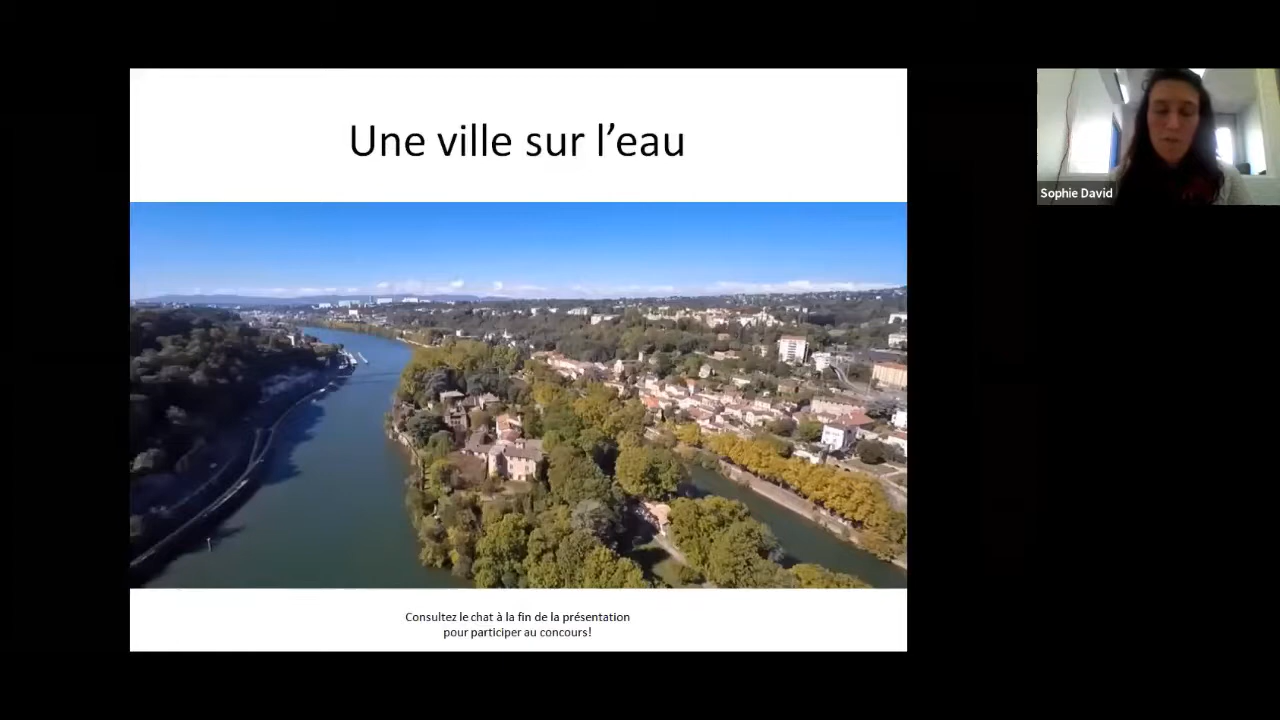 Une ville sur l’eau
Sophie David
Consultez le chat à la fin de la présentation
pour participer au concours!